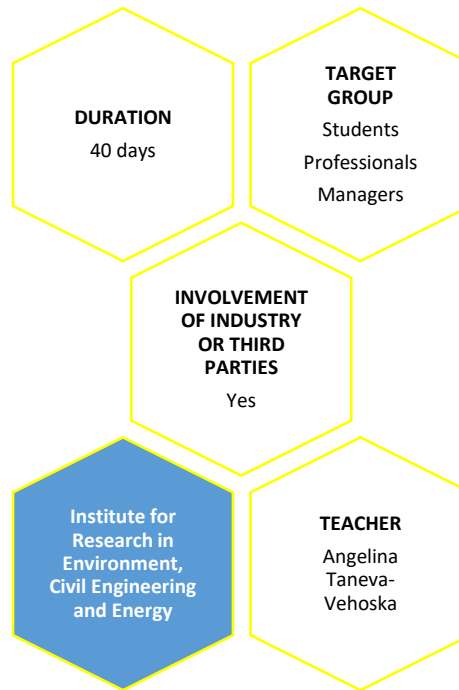 DURATION
40 days
TARGET
GROUP
Students
Professionals
Managers
INVOLVEMENT
OF INDUSTRY
OR THIRD
PARTIES
Yes
Institute for
Research in
Environment,
Civil Engineering
and Energy
TEACHER
Angelina
Taneva-
Vehoska